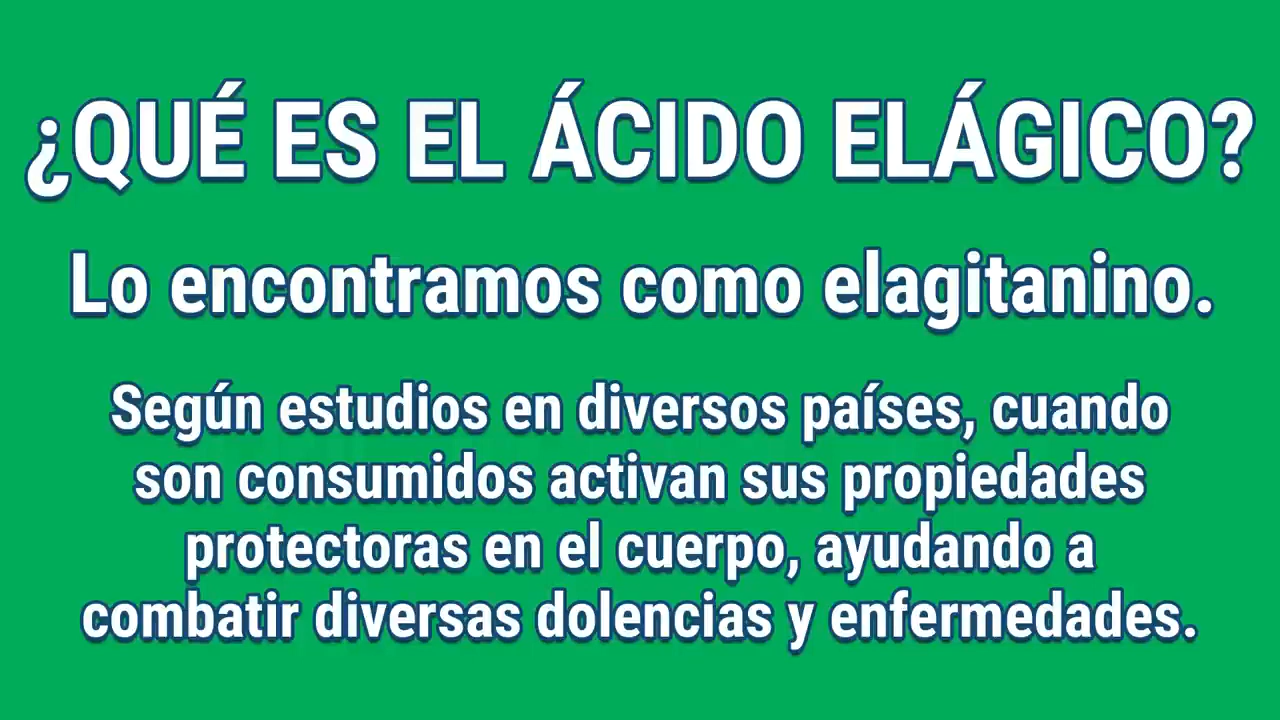 ¿QUÉ ES EL ÁCIDO ELÁGICO?
Lo encontramos como elagitanino.
Según estudios en diversos países, cuando
son consumidos activan sus propiedades
protectoras en el cuerpo, ayudando a
combatir diversas dolencias y enfermedades.